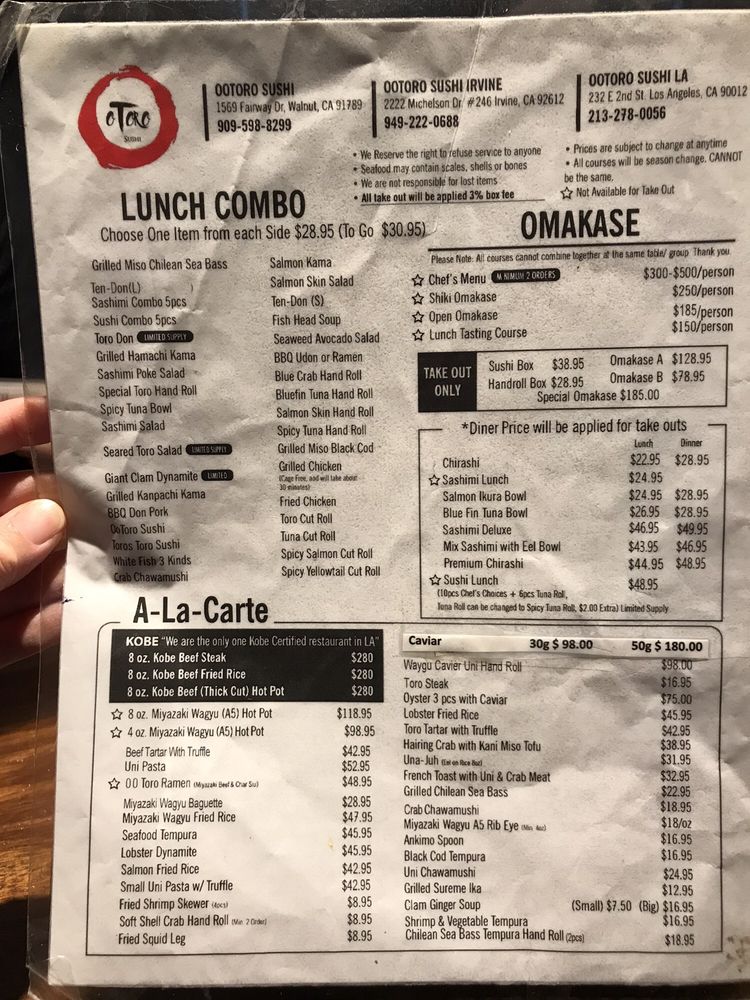 OTORO
SUSHI
OOTORO SUSHI
1569 Fairway Dr, Walnut, CA 91789
909-598-8299
OOTORO SUSHI IRVINE
2222 Michelson Dr. #246 Irvine, CA 92612
949-222-0688
OOTORO SUSHI LA
232 E 2nd St. Los Angeles, CA 90012
213-278-0056
• We Reserve the right to refuse service to anyone
• Seafood may contain scales, shells or bones
• We are not responsible for lost items
• All take out will be applied 3% box fee
• Prices are subject to change at anytime
• All courses will be season change. CANNOT
be the same.
☆ Not Available for Take Out
LUNCH COMBO
Choose One Item from each Side $28.95 (To Go $30.95)
Grilled Miso Chilean Sea Bass
Ten-Don(L)
Sashimi Combo 5pcs
Sushi Combo 5pcs
Toro Don LIMITED SUPPLY
Grilled Hamachi Kama
Sashimi Poke Salad
Special Toro Hand Roll
Spicy Tuna Bowl
Sashimi Salad
Seared Toro Salad LIMITED SUPPLY
Giant Clam Dynamite LIMITED
Grilled Kanpachi Kama
BBQ Don Pork
OoToro Sushi
Toros Toro Sushi
White Fish 3 Kinds
Crab Chawamushi
Salmon Kama
Salmon Skin Salad
Ten-Don (S)
Fish Head Soup
Seaweed Avocado Salad
BBQ Udon or Ramen
Blue Crab Hand Roll
Bluefin Tuna Hand Roll
Salmon Skin Hand Roll
Spicy Tuna Hand Roll
Grilled Miso Black Cod
Grilled Chicken
(Cage Free, and will take about
30 minutes)
Fried Chicken
Toro Cut Roll
Tuna Cut Roll
Spicy Salmon Cut Roll
Spicy Yellowtail Cut Roll
OMAKASE
Please Note: All courses cannot combine together at the same table/ group Thank you
☆ Chef's Menu MINIMUM 2 ORDERS $300-$500/person
☆ Shiki Omakase $250/person
☆ Open Omakase $185/person
☆ Lunch Tasting Course $150/person
TAKE OUT
ONLY
Sushi Box $38.95 Omakase A $128.95
Handroll Box $28.95 Omakase B $78.95
Special Omakase $185.00
*Diner Price will be applied for take outs
Lunch Dinner
Chirashi $22.95 $28.95
☆ Sashimi Lunch $24.95
Salmon Ikura Bowl $24.95 $28.95
Blue Fin Tuna Bowl $26.95 $28.95
Sashimi Deluxe $46.95 $49.95
Mix Sashimi with Eel Bowl $43.95 $46.95
Premium Chirashi $44.95 $48.95
☆ Sushi Lunch $48.95
(10pcs Chef's Choices + 6pcs Tuna Roll,
Tuna Roll can be changed to Spicy Tuna Roll, $2.00 Extra) Limited Supply
A-La-Carte
KOBE "We are the only one Kobe Certified restaurant in LA"
8 oz. Kobe Beef Steak $280
8 oz. Kobe Beef Fried Rice $280
8 oz. Kobe Beef (Thick Cut) Hot Pot $280
☆ 8 oz. Miyazaki Wagyu (A5) Hot Pot $118.95
☆ 4 oz. Miyazaki Wagyu (A5) Hot Pot $98.95
Beef Tartar With Truffle $42.95
Uni Pasta $52.95
☆ OO Toro Ramen (Miyazaki Beef & Char Su) $48.95
Miyazaki Wagyu Baguette $28.95
Miyazaki Wagyu Fried Rice $47.95
Seafood Tempura $45.95
Lobster Dynamite $45.95
Salmon Fried Rice $42.95
Small Uni Pasta w/ Truffle $42.95
Fried Shrimp Skewer (4pcs) $8.95
Soft Shell Crab Hand Roll (Min. 2 Order) $8.95
Fried Squid Leg $8.95
Caviar 30g $ 98.00 50g $ 180.00
Waygu Cavier Uni Hand Roll $98.00
Toro Steak $16.95
Oyster 3 pcs with Caviar $75.00
Lobster Fried Rice $45.95
Toro Tartar with Truffle $42.95
Hairing Crab with Kani Miso Tofu $38.95
Una-Juh (Eel on Rice Box) $31.95
French Toast with Uni & Crab Meat $32.95
Grilled Chilean Sea Bass $22.95
Crab Chawamushi $18.95
Miyazaki Wagyu A5 Rib Eye (Min. 4oz) $18/oz
Ankimo Spoon $16.95
Black Cod Tempura $16.95
Uni Chawamushi $24.95
Grilled Sureme Ika $12.95
Clam Ginger Soup (Small) $7.50 (Big) $16.95
Shrimp & Vegetable Tempura $16.95
Chilean Sea Bass Tempura Hand Roll (2pcs) $18.95